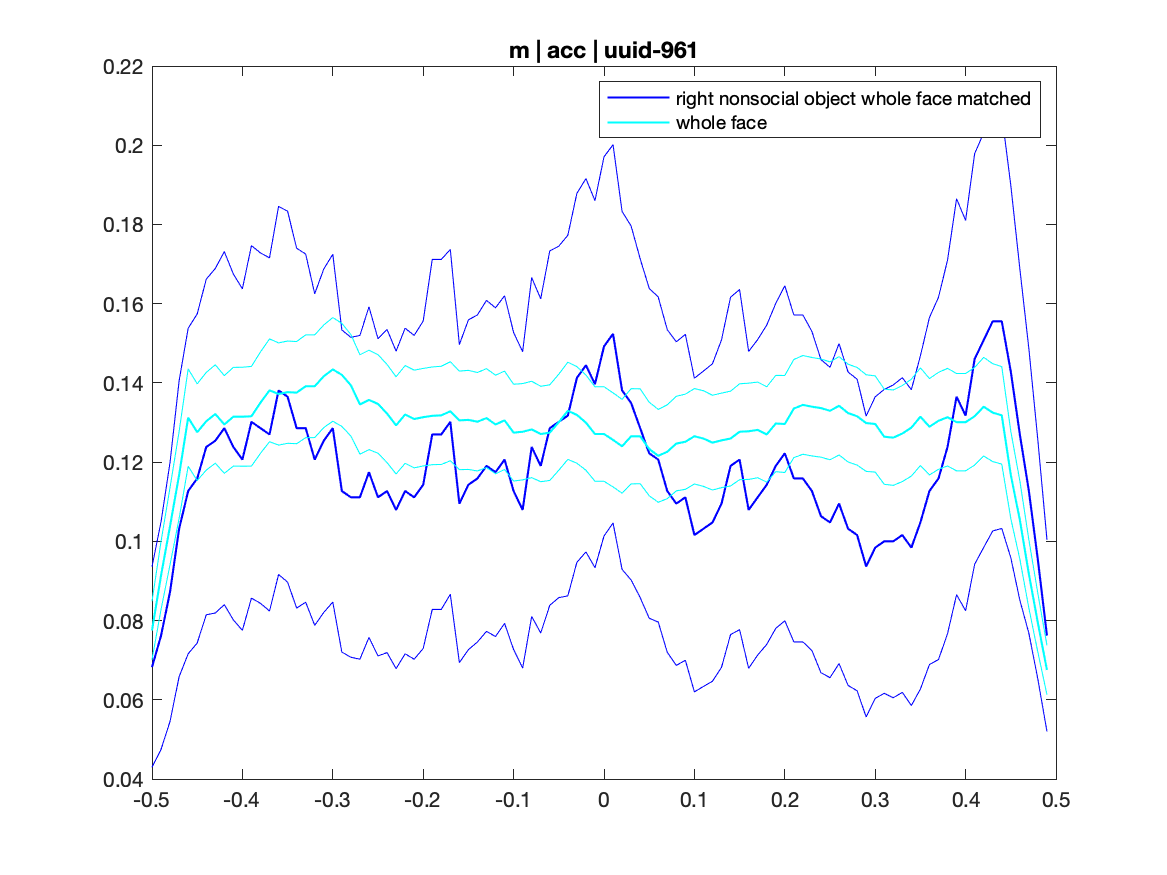 m | acc | uuid-961
0.22
0.2
0.18
0.16
0.14
0.12
0.1
0.08
0.06
0.04
right nonsocial object whole face matched
whole face
-0.5 -0.4 -0.3 -0.2 -0.1 0 0.1 0.2 0.3 0.4 0.5